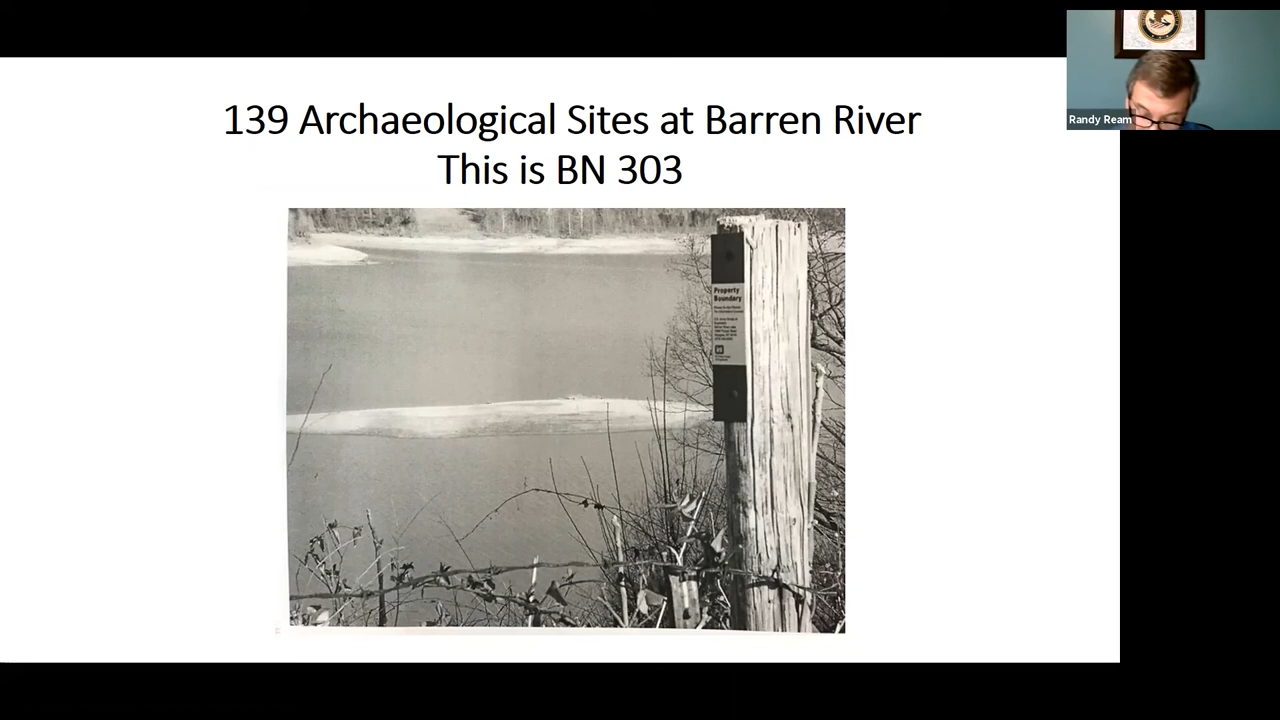 139 Archaeological Sites at Barren River
This is BN 303
Randy Ream
Property
Boundary